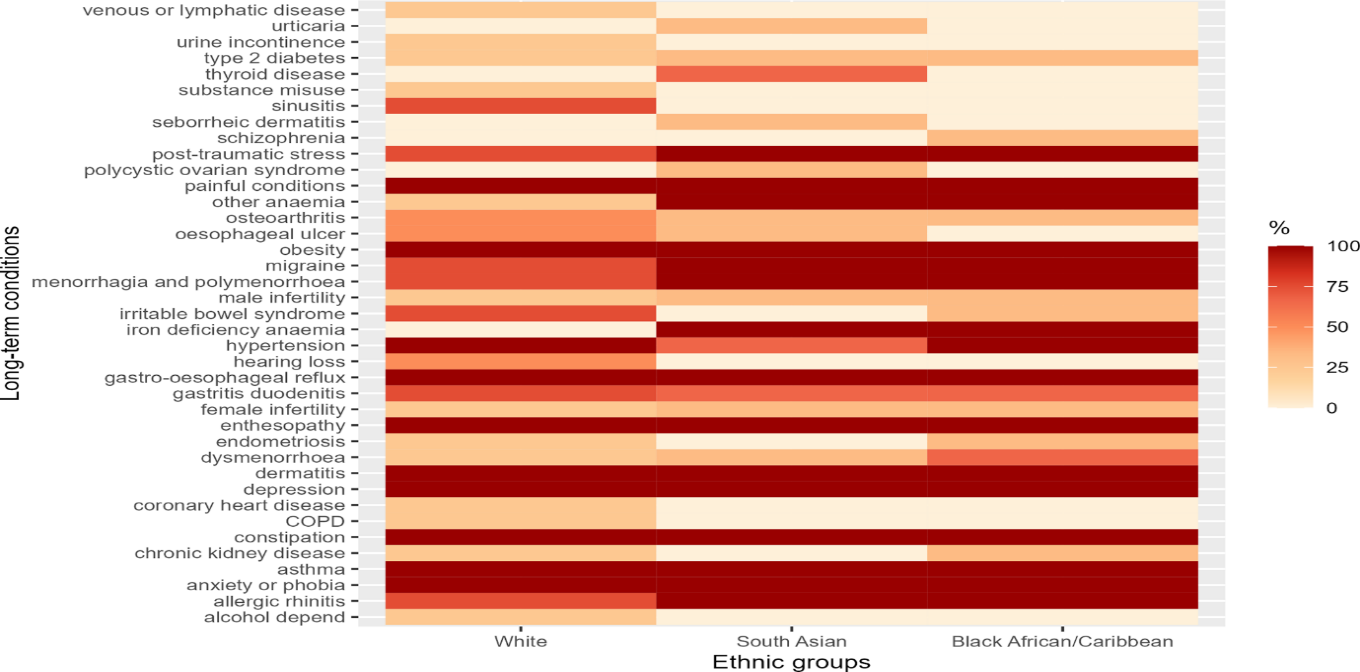 venous or lymphatic disease
urticaria
urine incontinence
type 2 diabetes
thyroid disease
substance misuse
sinusitis
seborrheic dermatitis
schizophrenia
post-traumatic stress
polycystic ovarian syndrome
painful conditions
other anaemia
osteoarthritis
oesophageal ulcer
obesity
migraine
menorrhagia and polymenorrhoea
male infertility
irritable bowel syndrome
iron deficiency anaemia
hypertension
hearing loss
gastro-oesophageal reflux
gastritis duodenitis
female infertility
enthesopathy
endometriosis
dysmenorrhoea
dermatitis
depression
coronary heart disease
COPD
constipation
chronic kidney disease
asthma
anxiety or phobia
allergic rhinitis
alcohol depend
Long-term conditions
White
South Asian
Black African/Caribbean
Ethnic groups
%
100
75
50
25
0